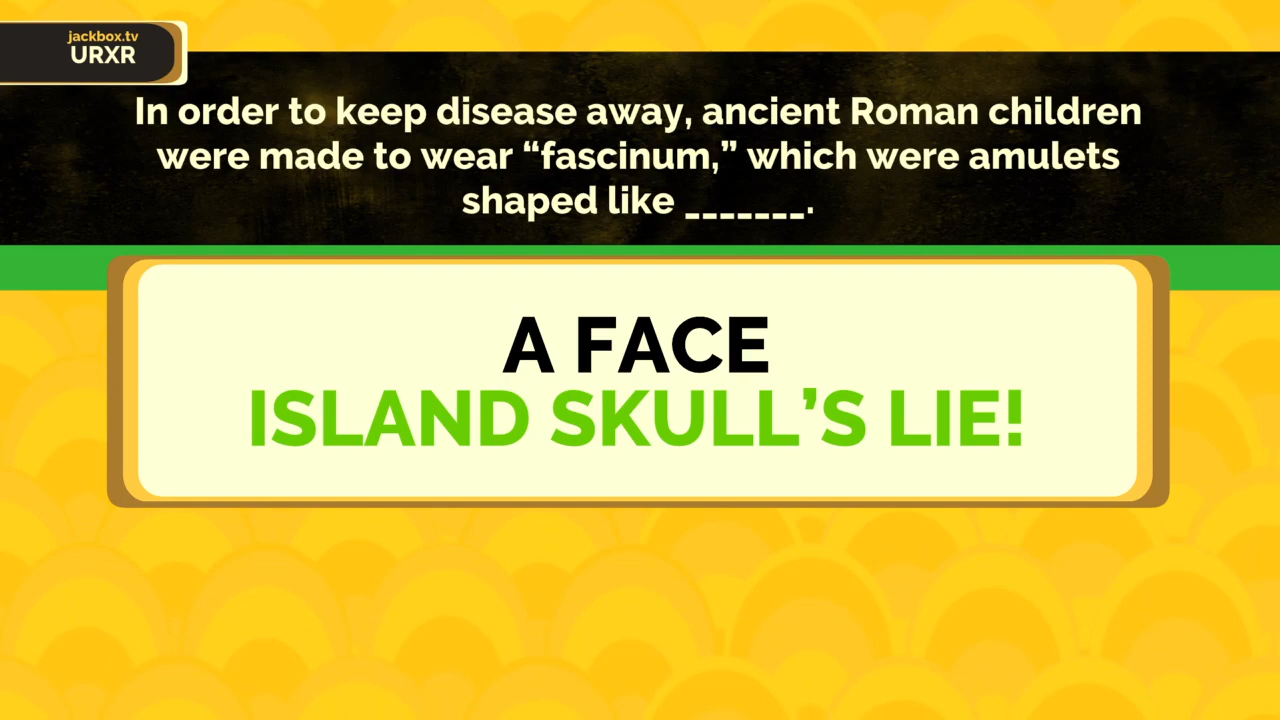 jackbox.tv
URXR
In order to keep disease away, ancient Roman children
were made to wear “fascinum,” which were amulets
shaped like _______.
A FACE
ISLAND SKULL’S LIE!